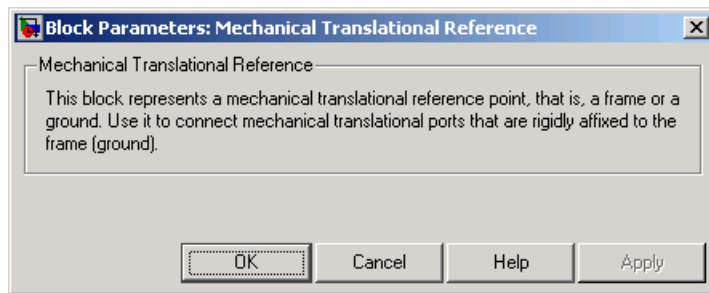 Block Parameters: Mechanical Translational Reference
Mechanical Translational Reference
This block represents a mechanical translational reference point, that is, a frame or a
ground. Use it to connect mechanical translational ports that are rigidly affixed to the
frame (ground).
OK Cancel Help Apply